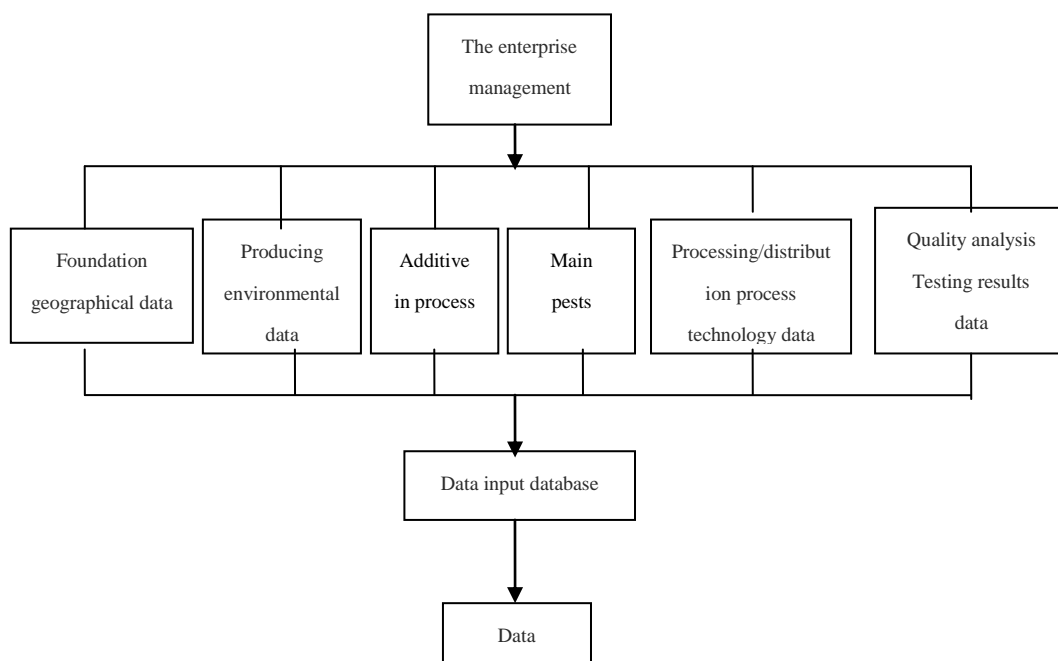 The enterprise
management
Foundation
geographical data
Producing
environmental
data
Additive
in process
Main
pests
Processing/distribut
ion process
technology data
Quality analysis
Testing results
data
Data input database
Data